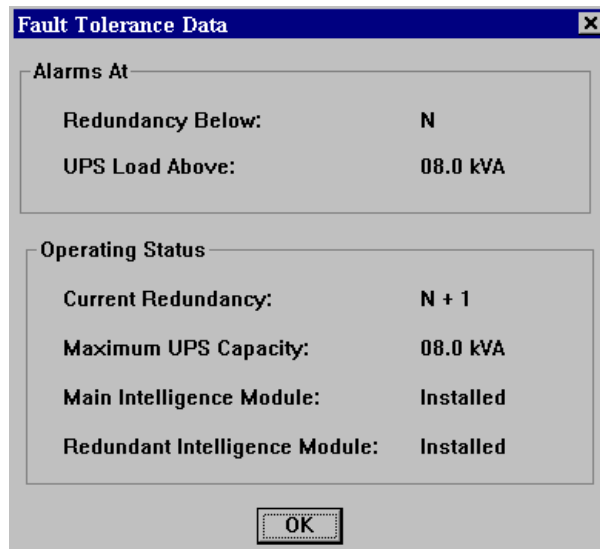 Fault Tolerance Data
Alarms At
Redundancy Below: N
UPS Load Above: 08.0 kVA
Operating Status
Current Redundancy: N + 1
Maximum UPS Capacity: 08.0 kVA
Main Intelligence Module: Installed
Redundant Intelligence Module: Installed
OK